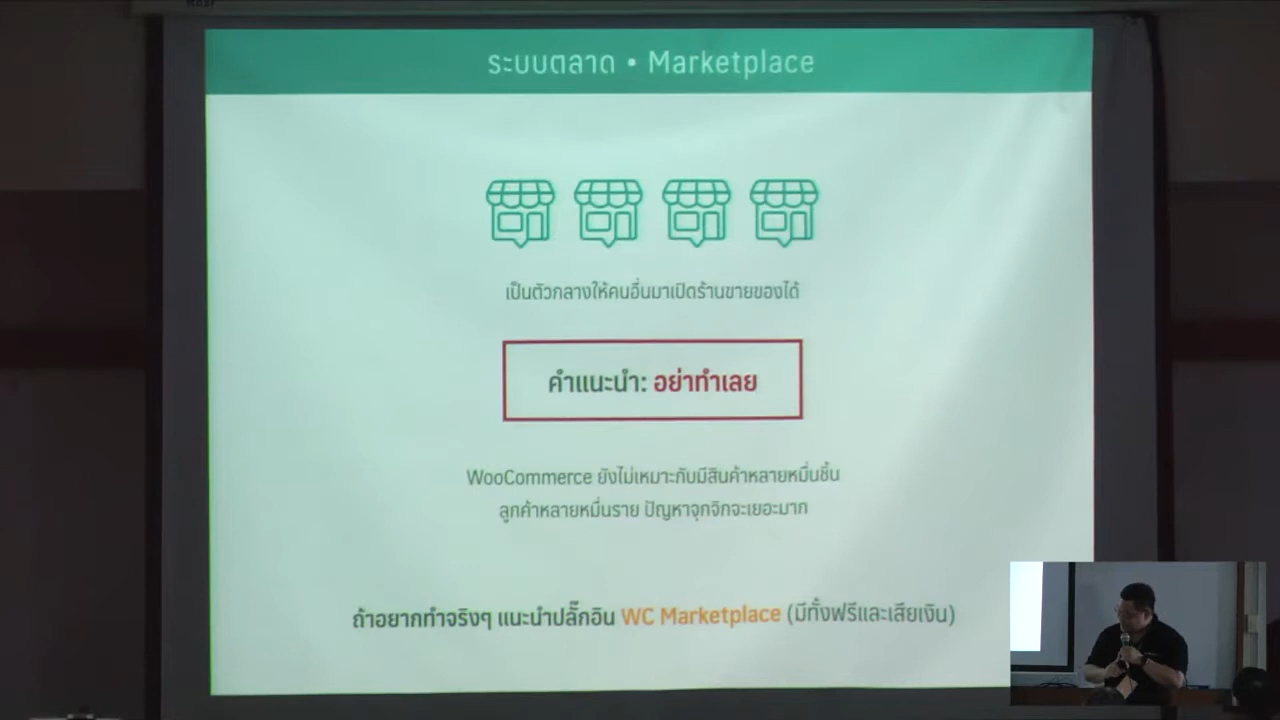 ระบบตลาด • Marketplace
เป็นตัวกลางให้คนอื่นมาเปิดร้านขายของได้
คำแนะนำ: อย่าทำเลย
WooCommerce ยังไม่เหมาะกับมีสินค้าหลายหมื่นชิ้น
ลูกค้าหลายหมื่นราย ปัญหาจุกจิกจะเยอะมาก
ถ้าอยากทำจริงๆ แนะนำปลั๊กอิน WC Marketplace (มีทั้งฟรีและเสียเงิน)